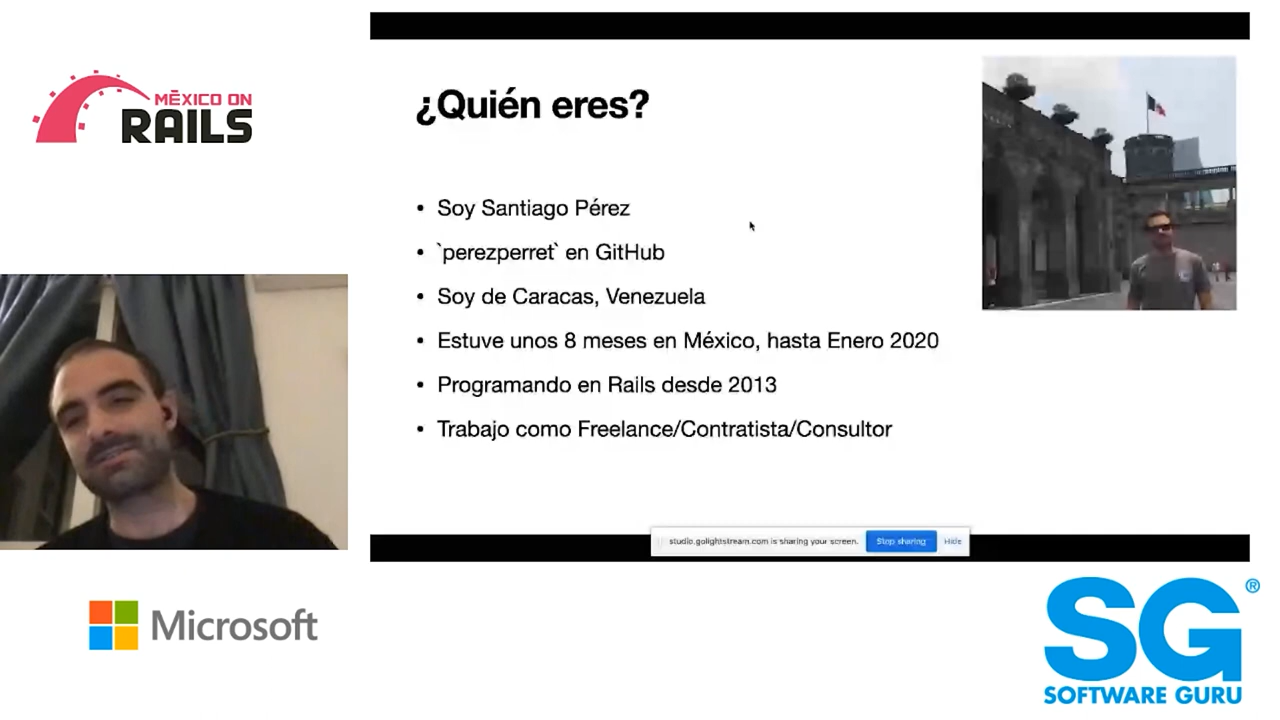 MÉXICO ON
RAILS
¿Quién eres?
• Soy Santiago Pérez
• `perezperret` en GitHub
• Soy de Caracas, Venezuela
• Estuve unos 8 meses en México, hasta Enero 2020
• Programando en Rails desde 2013
• Trabajo como Freelance/Contratista/Consultor
studio.golightstream.com is sharing your screen. Stop sharing Hide
Microsoft
SG®
SOFTWARE GURU